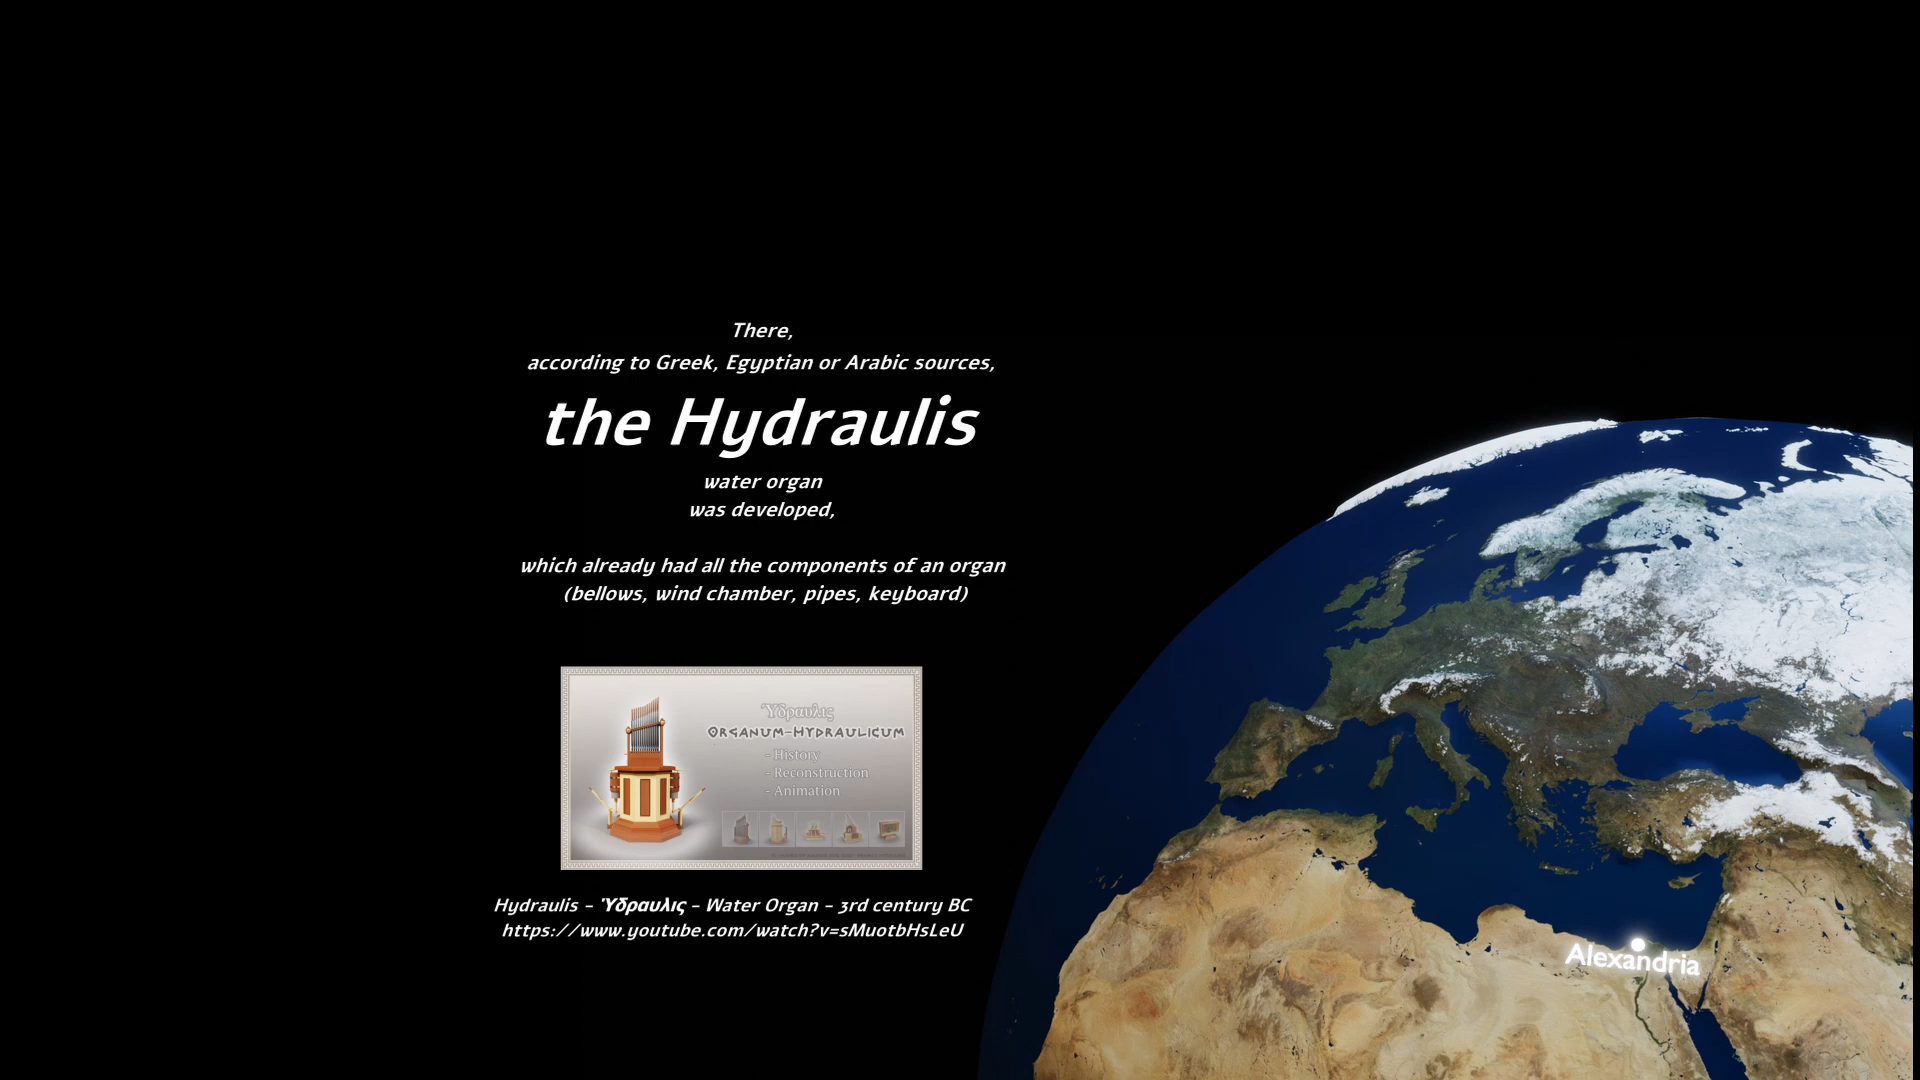 There,
according to Greek, Egyptian or Arabic sources,
the Hydraulis
water organ
was developed,
which already had all the components of an organ
(bellows, wind chamber, pipes, keyboard)
Ὕδραυλις
ORGANUM-HYDRAULICUM
- History
- Reconstruction
- Animation
Hydraulis – Ὕδραυλις – Water Organ – 3rd century BC
https://www.youtube.com/watch?v=sMuotbHsLeU
Alexandria